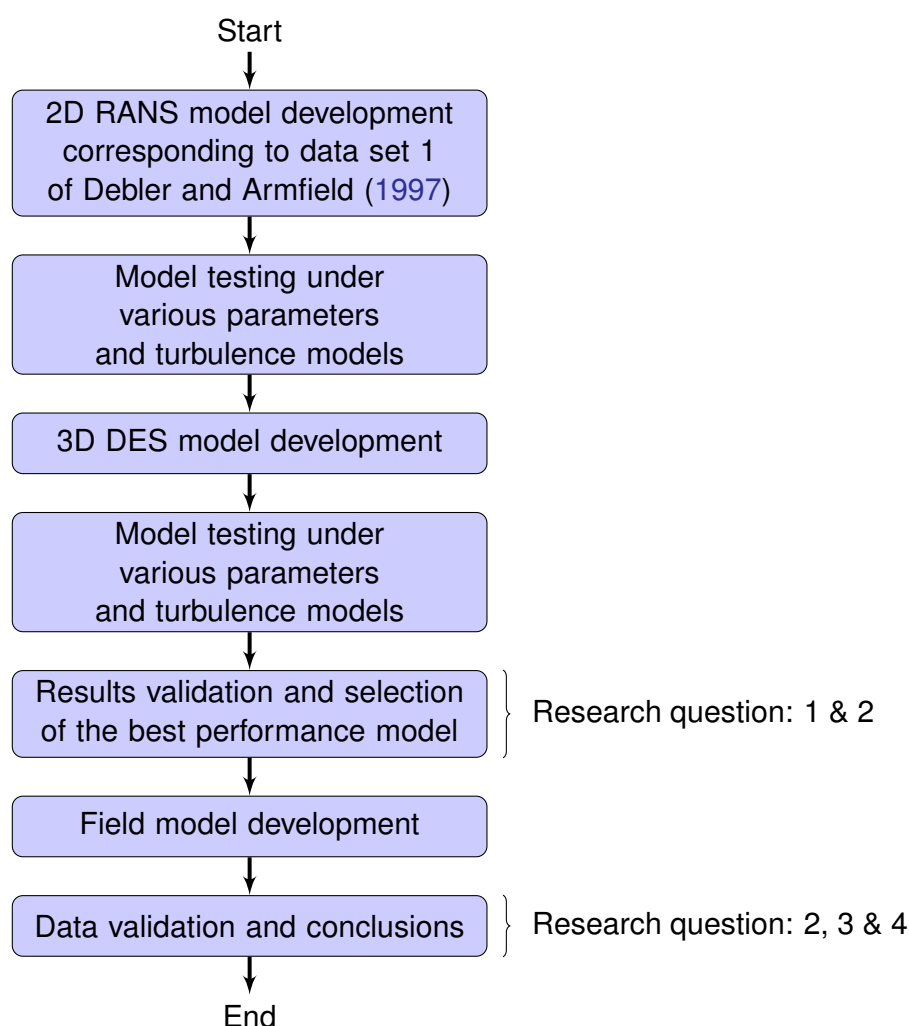 Start
2D RANS model development
corresponding to data set 1
of Debler and Armfield (1997)
Model testing under
various parameters
and turbulence models
3D DES model development
Model testing under
various parameters
and turbulence models
Results validation and selection
of the best performance model
Research question: 1 & 2
Field model development
Data validation and conclusions
Research question: 2, 3 & 4
End